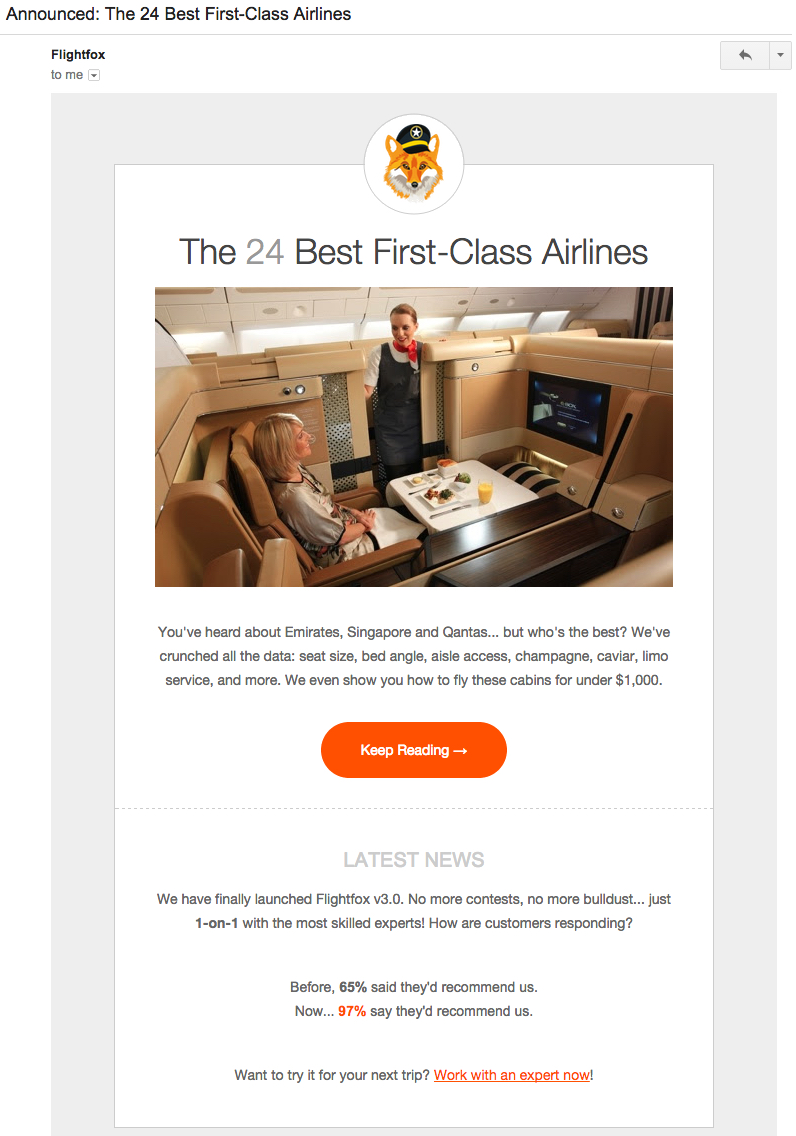 Announced: The 24 Best First-Class Airlines
Flightfox
to me
The 24 Best First-Class Airlines
You've heard about Emirates, Singapore and Qantas... but who's the best? We've
crunched all the data: seat size, bed angle, aisle access, champagne, caviar, limo
service, and more. We even show you how to fly these cabins for under $1,000.
Keep Reading →
LATEST NEWS
We have finally launched Flightfox v3.0. No more contests, no more bulldust... just
1-on-1 with the most skilled experts! How are customers responding?
Before, 65% said they'd recommend us.
Now... 97% say they'd recommend us.
Want to try it for your next trip? Work with an expert now!